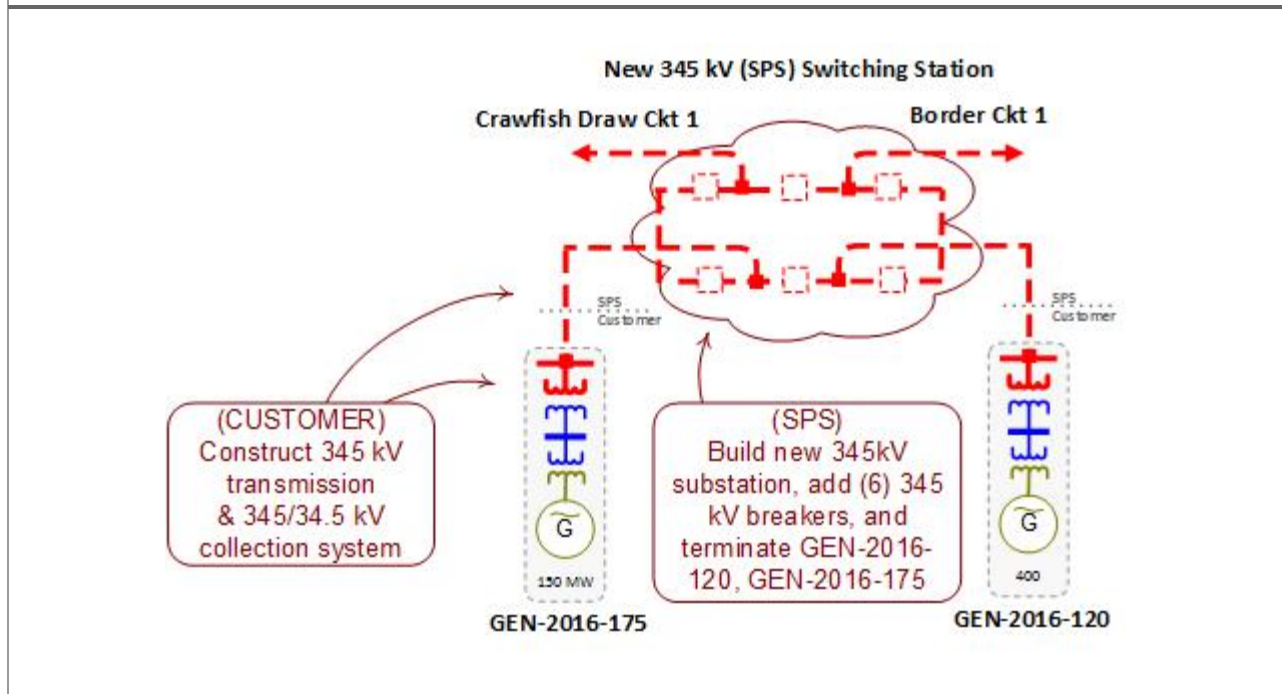 New 345 kV (SPS) Switching Station
Crawfish Draw Ckt 1
Border Ckt 1
SPS
Customer
SPS
Customer
(CUSTOMER)
Construct 345 kV
transmission
& 345/34.5 kV
collection system
(SPS)
Build new 345kV
substation, add (6) 345
kV breakers, and
terminate GEN-2016-
120, GEN-2016-175
G
150 MW
GEN-2016-175
G
400
GEN-2016-120